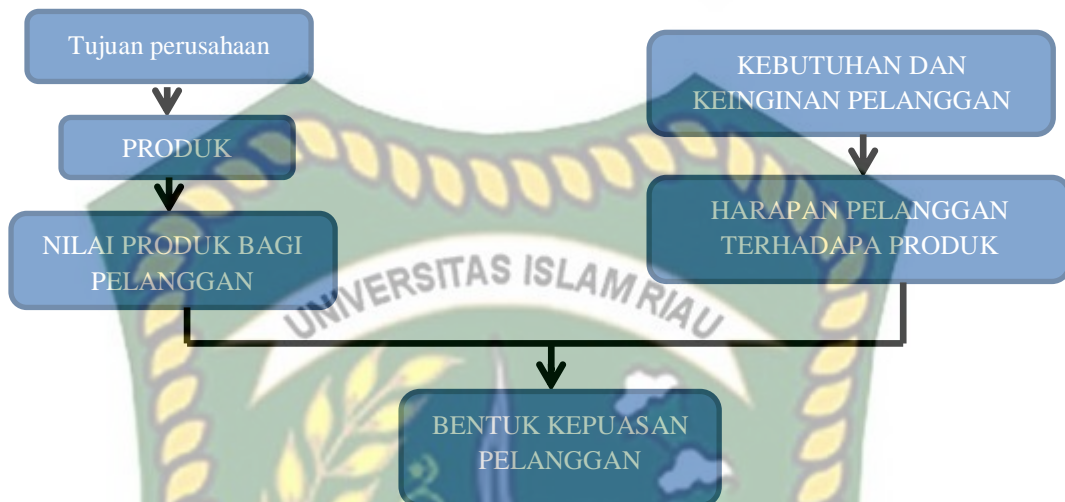 Tujuan perusahaan
PRODUK
NILAI PRODUK BAGI
PELANGGAN
KEBUTUHAN DAN
KEINGINAN PELANGGAN
HARAPAN PELANGGAN
TERHADAPA PRODUK
UNIVERSITAS ISLAM RIAU
BENTUK KEPUASAN
PELANGGAN